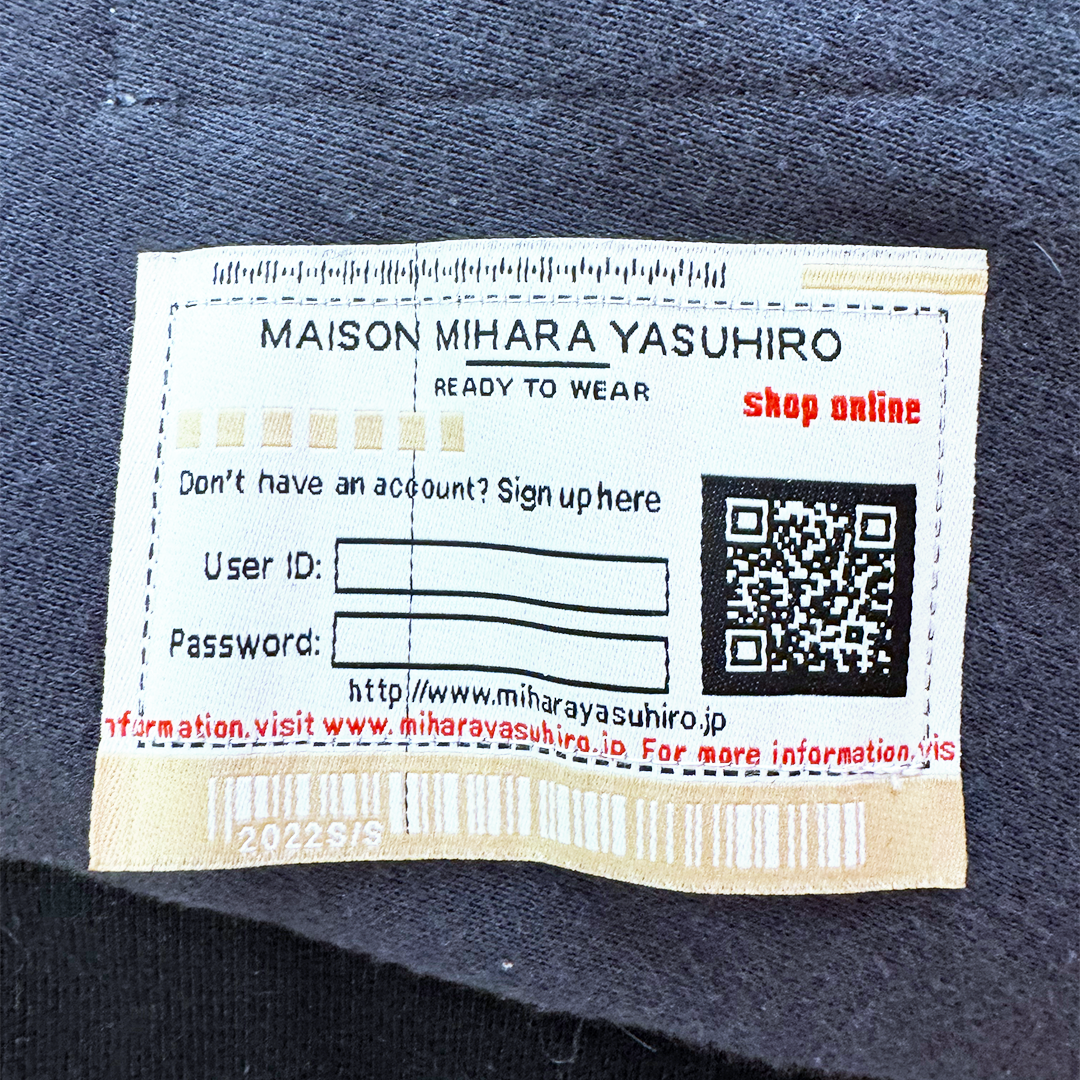 MAISON MIHARA YASUHIRO
READY TO WEAR
shop online
Don't have an account? Sign up here
User ID:
Password:
http://www.miharayasuhiro.jp
nformation, visit www.miharayasuhiro.jp For more information, vis
2022S/S